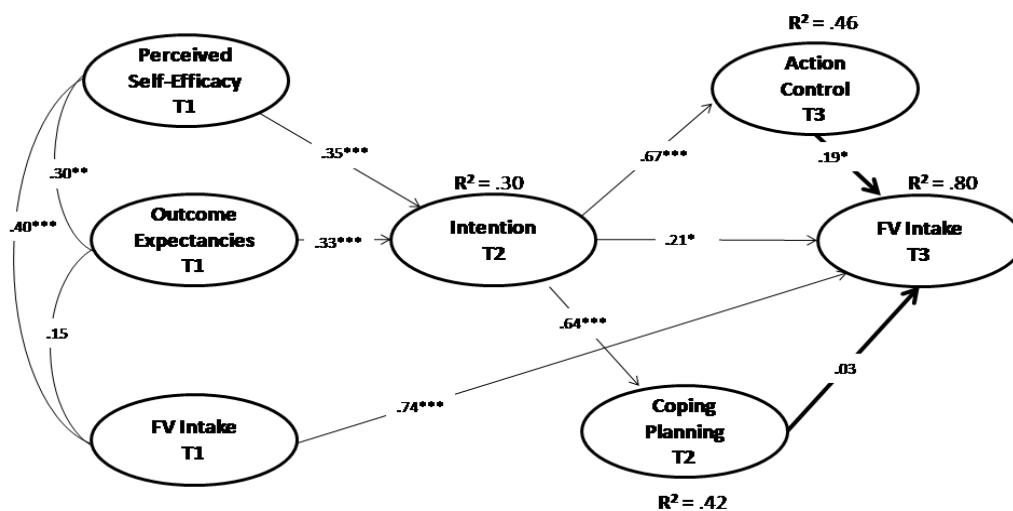 R² = .46
Perceived
Self-Efficacy
T1
Action
Control
T3
.35***
.67***
.19*
.30**
R² = .30
R² = .80
.40***
Outcome
Expectancies
T1
.33***
Intention
T2
.21*
FV Intake
T3
.15
.64***
.03
.74***
FV Intake
T1
Coping
Planning
T2
R² = .42